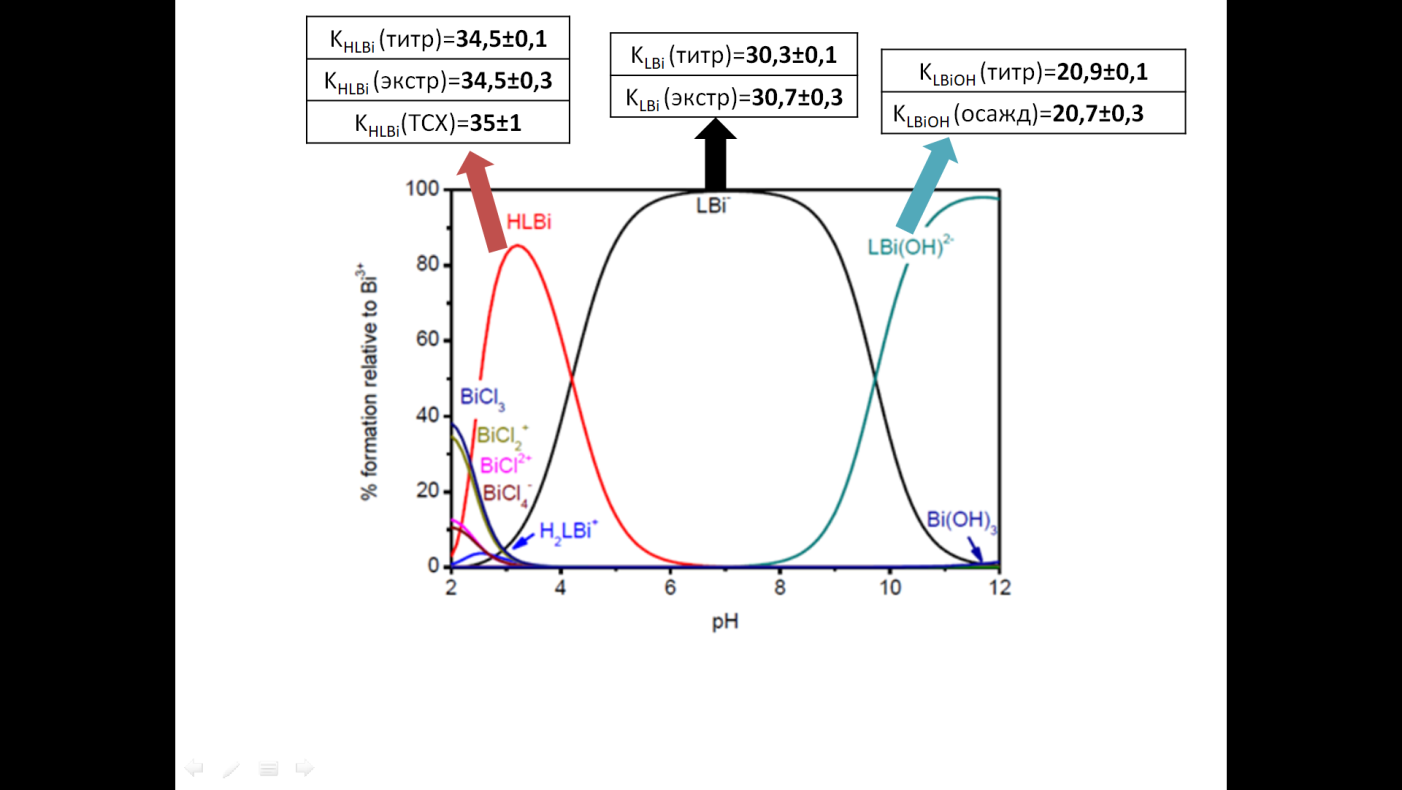 K_HLBi (титр)=34,5±0,1
K_HLBi (экстр)=34,5±0,3
K_HLBi(ТСХ)=35±1
K_LBi (титр)=30,3±0,1
K_LBi (экстр)=30,7±0,3
K_LBiOH (титр)=20,9±0,1
K_LBiOH (осажд)=20,7±0,3
100
80
60
40
20
0
% formation relative to Bi³⁺
HLBi
LBi⁻
LBi(OH)²⁻
BiCl₃
BiCl₂⁺
BiCl²⁺
BiCl₄⁻
H₂LBi⁺
Bi(OH)₃
2 4 6 8 10 12
pH